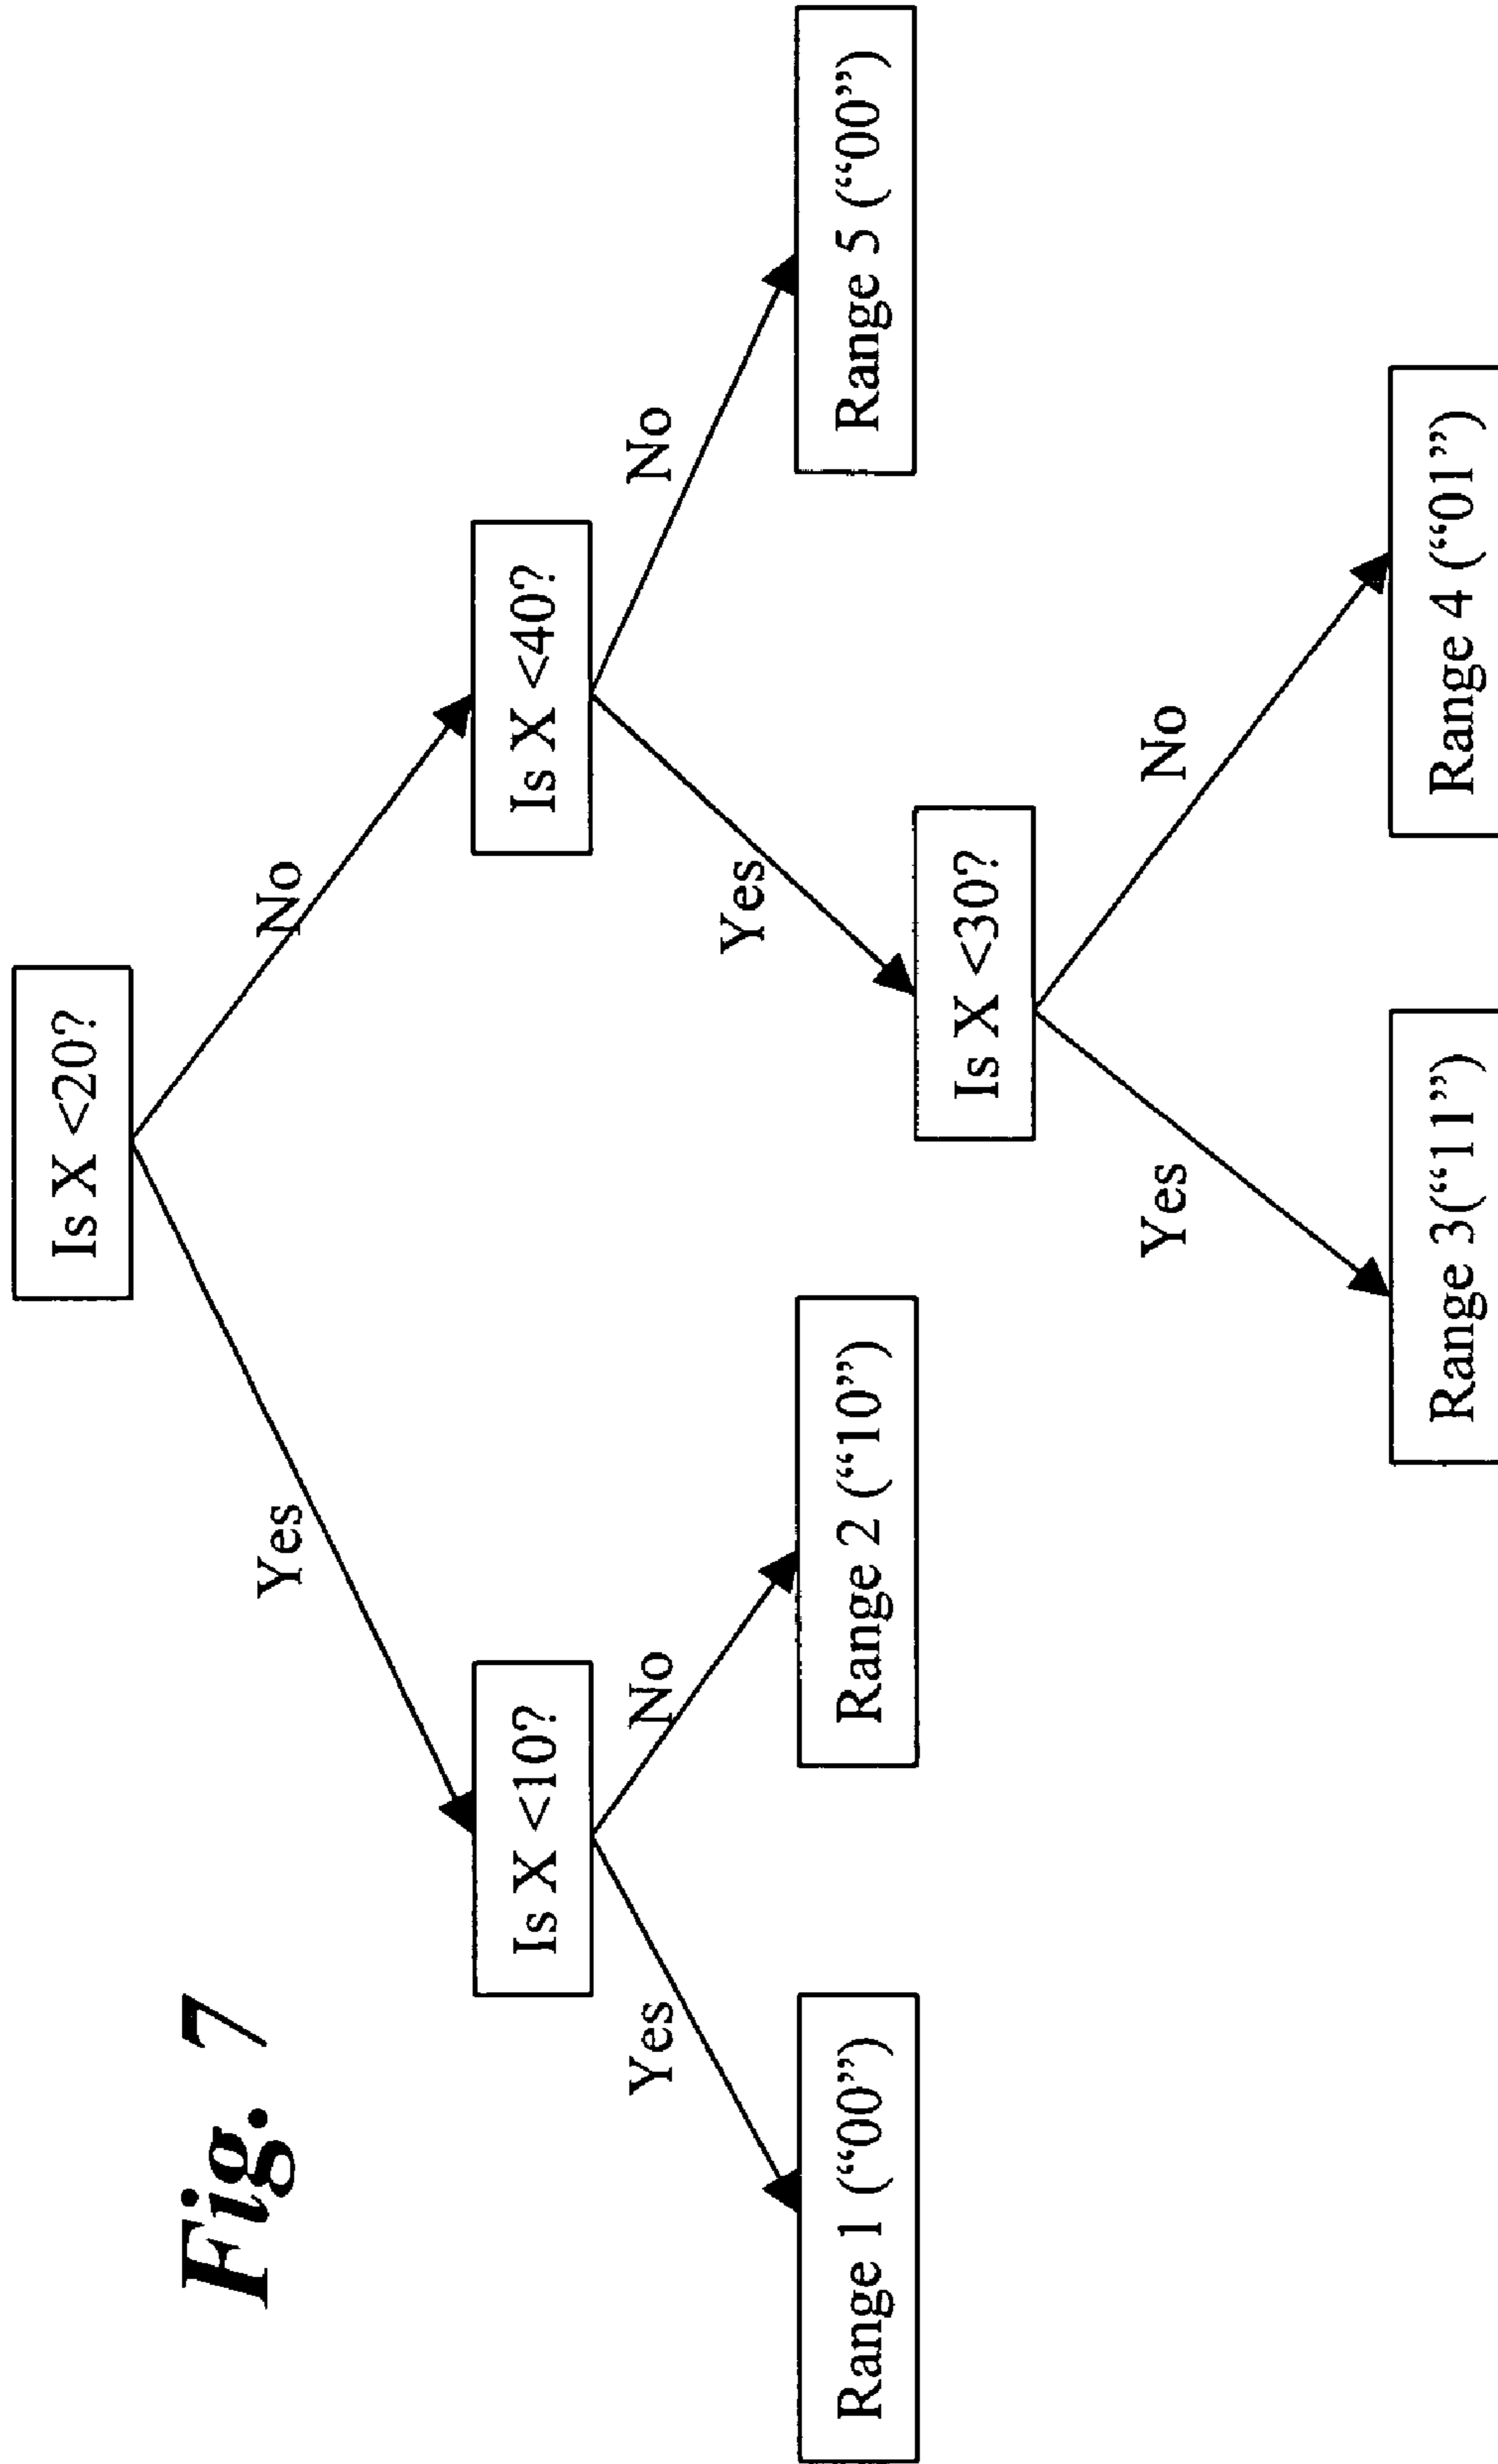 Fig. 7
Is X <20?
Yes
No
Is X <10?
Is X <40?
Yes
No
Yes
No
Range 1 (“00”)
Range 2 (“10”)
Is X <30?
Range 5 (“00”)
Yes
No
Range 3(“11”)
Range 4 (“01”)